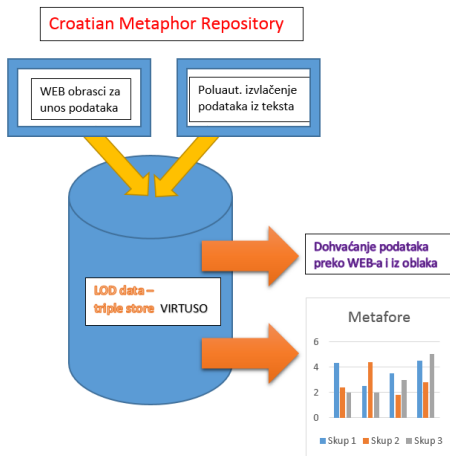 Croatian Metaphor Repository
WEB obrasci za
unos podataka
Poluaut. izvlačenje
podataka iz teksta
Dohvaćanje podataka
preko WEB-a i iz oblaka
LOD data –
triple store VIRTUSO
Metafore
6
4
2
0
Skup 1 Skup 2 Skup 3